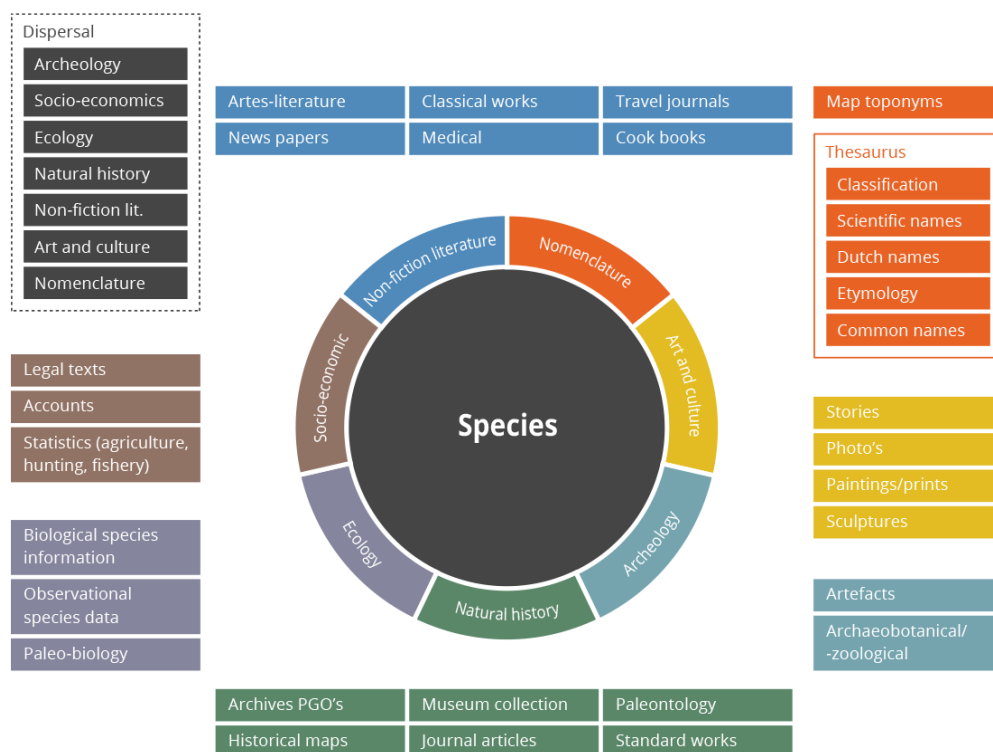 Dispersal
Archeology
Socio-economics
Ecology
Natural history
Non-fiction lit.
Art and culture
Nomenclature
Artes-literature
Classical works
Travel journals
News papers
Medical
Cook books
Map toponyms
Thesaurus
Classification
Scientific names
Dutch names
Etymology
Common names
Non-fiction literature
Nomenclature
Art and culture
Archeology
Natural history
Ecology
Socio-economic
Species
Legal texts
Accounts
Statistics (agriculture,
hunting, fishery)
Biological species
information
Observational
species data
Paleo-biology
Stories
Photo's
Paintings/prints
Sculptures
Artefacts
Archaeobotanical/
-zoological
Archives PGO's
Museum collection
Paleontology
Historical maps
Journal articles
Standard works